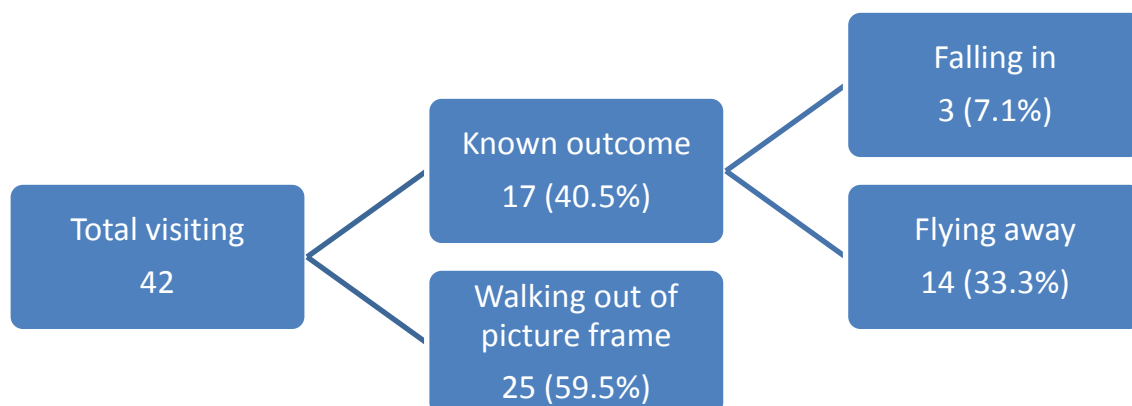 Total visiting
42
Known outcome
17 (40.5%)
Walking out of
picture frame
25 (59.5%)
Falling in
3 (7.1%)
Flying away
14 (33.3%)